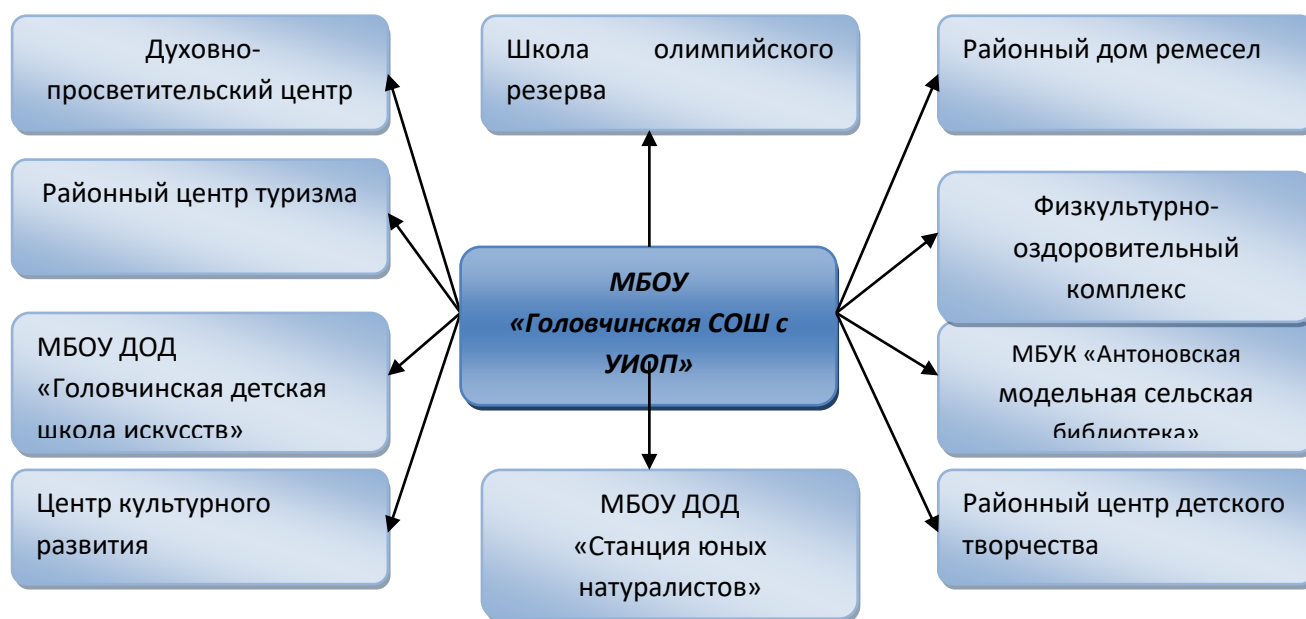 Духовно-
просветительский центр
Школа олимпийского
резерва
Районный дом ремесел
Районный центр туризма
Физкультурно-
оздоровительный
комплекс
МБОУ
«Головчинская СОШ с
УИОП»
МБОУ ДОД
«Головчинская детская
школа искусств»
МБУК «Антоновская
модельная сельская
библиотека»
Центр культурного
развития
МБОУ ДОД
«Станция юных
натуралистов»
Районный центр детского
творчества